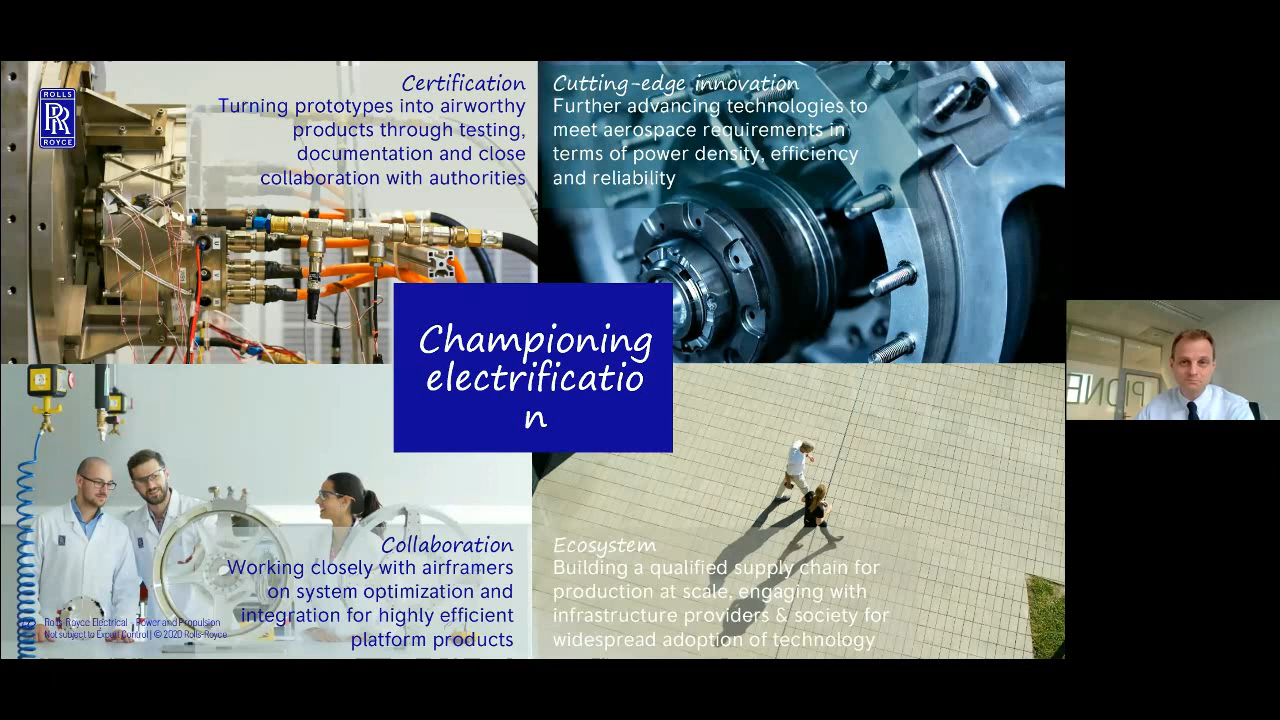 ROLLS
RR
ROYCE
Certification
Turning prototypes into airworthy
products through testing,
documentation and close
collaboration with authorities
Cutting-edge innovation
Further advancing technologies to
meet aerospace requirements in
terms of power density, efficiency
and reliability
Championing
electrificatio
n
Collaboration
Working closely with airframers
on system optimization and
integration for highly efficient
platform products
Ecosystem
Building a qualified supply chain for
production at scale, engaging with
infrastructure providers & society for
widespread adoption of technology
Rolls-Royce Electrical - Power and Propulsion
Not subject to Export Control | © 2020 Rolls-Royce